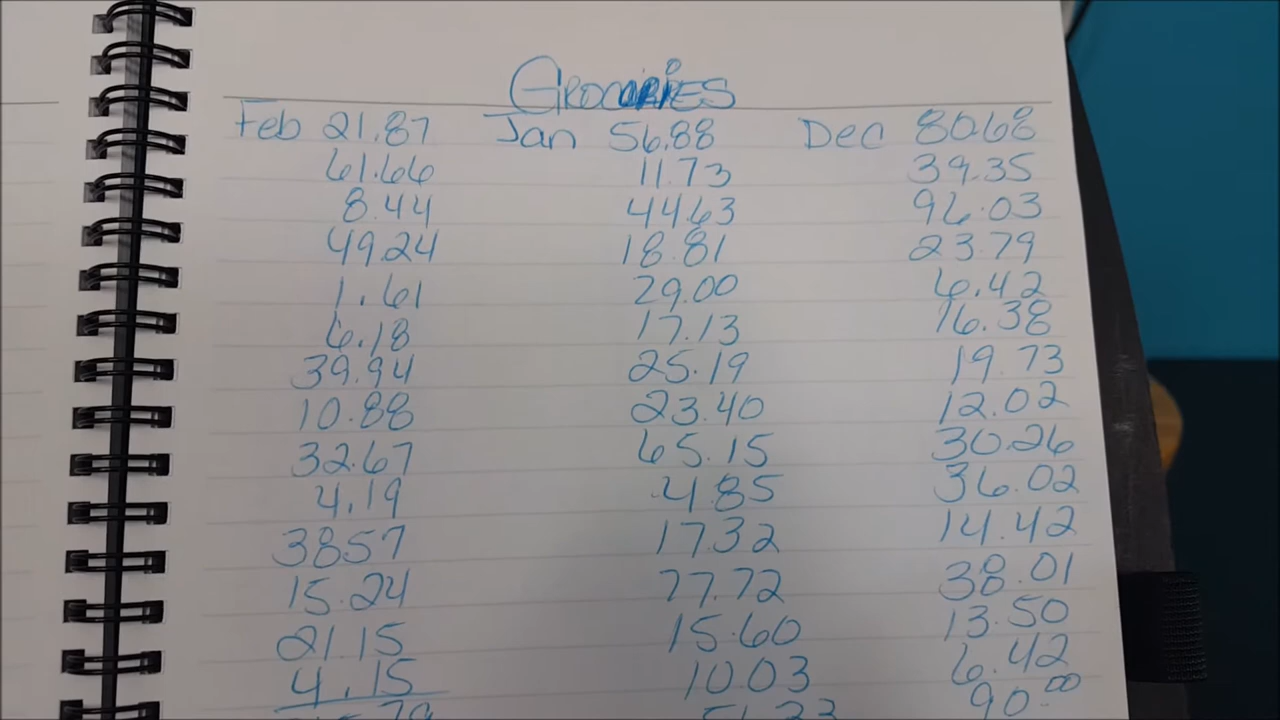 GROCERIES
Feb 21.87 Jan 56.88 Dec 80.68
61.66 11.73 39.35
8.44 44.63 96.03
49.24 18.81 23.79
1.61 29.00 6.42
6.18 17.13 16.38
39.94 25.19 19.73
10.88 23.40 12.02
32.67 65.15 30.26
4.19 4.85 36.02
38.57 17.32 14.42
15.24 77.72 38.01
21.15 15.60 13.50
4.15 10.03 6.42
90.00